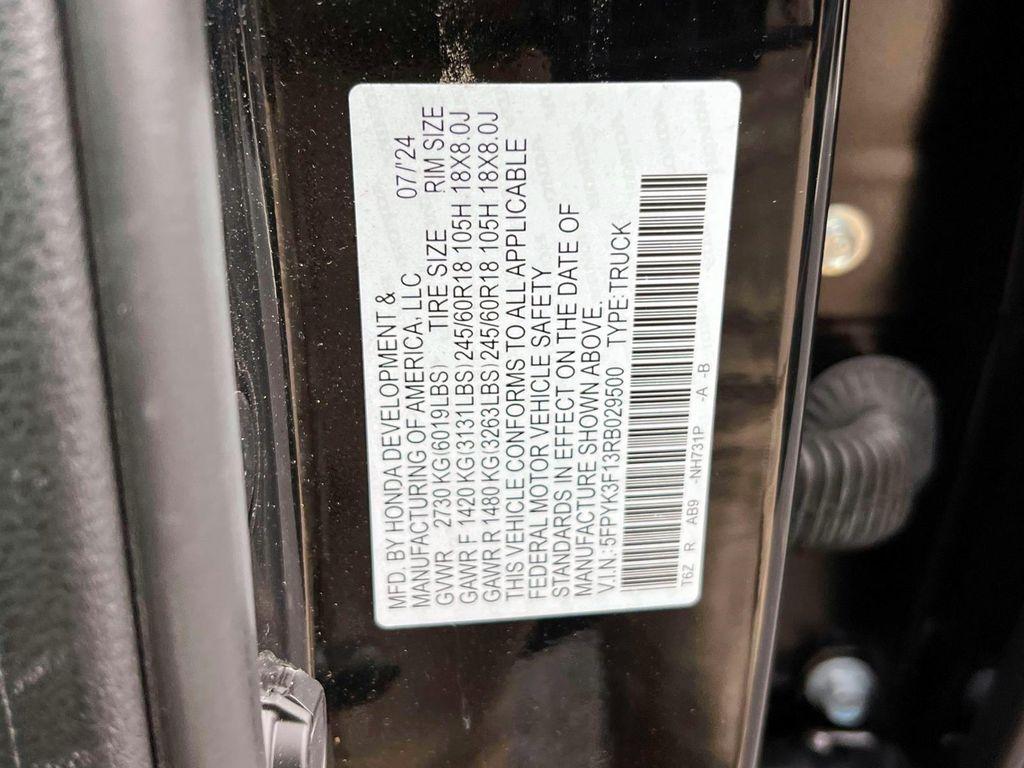 MFD. BY HONDA DEVELOPMENT &
MANUFACTURING OF AMERICA, LLC 07/'24
GVWR 2730 KG(6019LBS) TIRE SIZE RIM SIZE
GAWR F 1420 KG(3131LBS)245/60R18 105H 18X8.0J
GAWR R 1480 KG(3263LBS)245/60R18 105H 18X8.0J
THIS VEHICLE CONFORMS TO ALL APPLICABLE
FEDERAL MOTOR VEHICLE SAFETY
STANDARDS IN EFFECT ON THE DATE OF
MANUFACTURE SHOWN ABOVE.
V.I.N.:5FPYK3F13RB029500 TYPE:TRUCK
T6Z R AB9 -NH731P -A -B